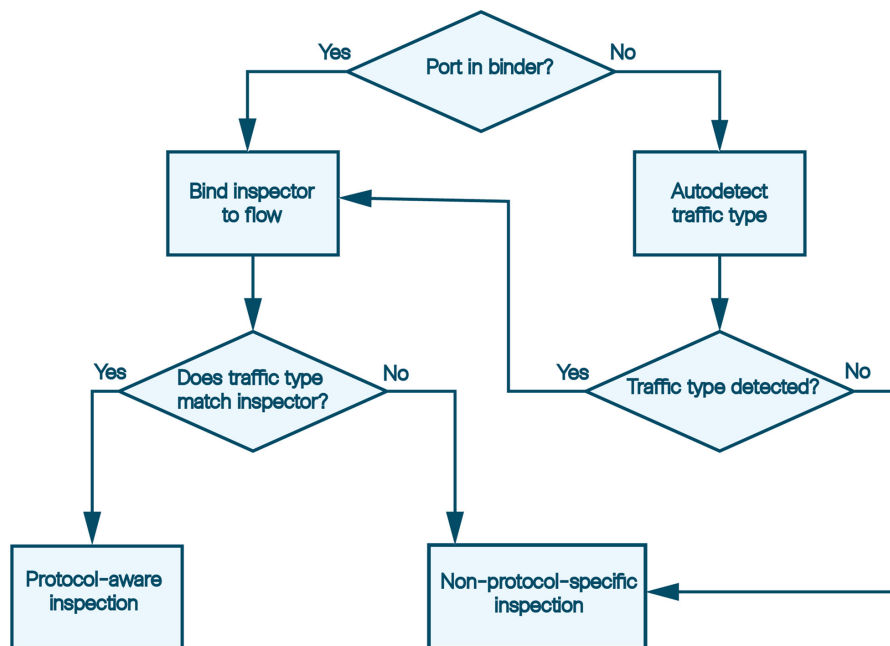 Yes
Port in binder?
No
Bind inspector
to flow
Autodetect
traffic type
Yes
Does traffic type
match inspector?
No
Yes
Traffic type detected?
No
Protocol-aware
inspection
Non-protocol-specific
inspection